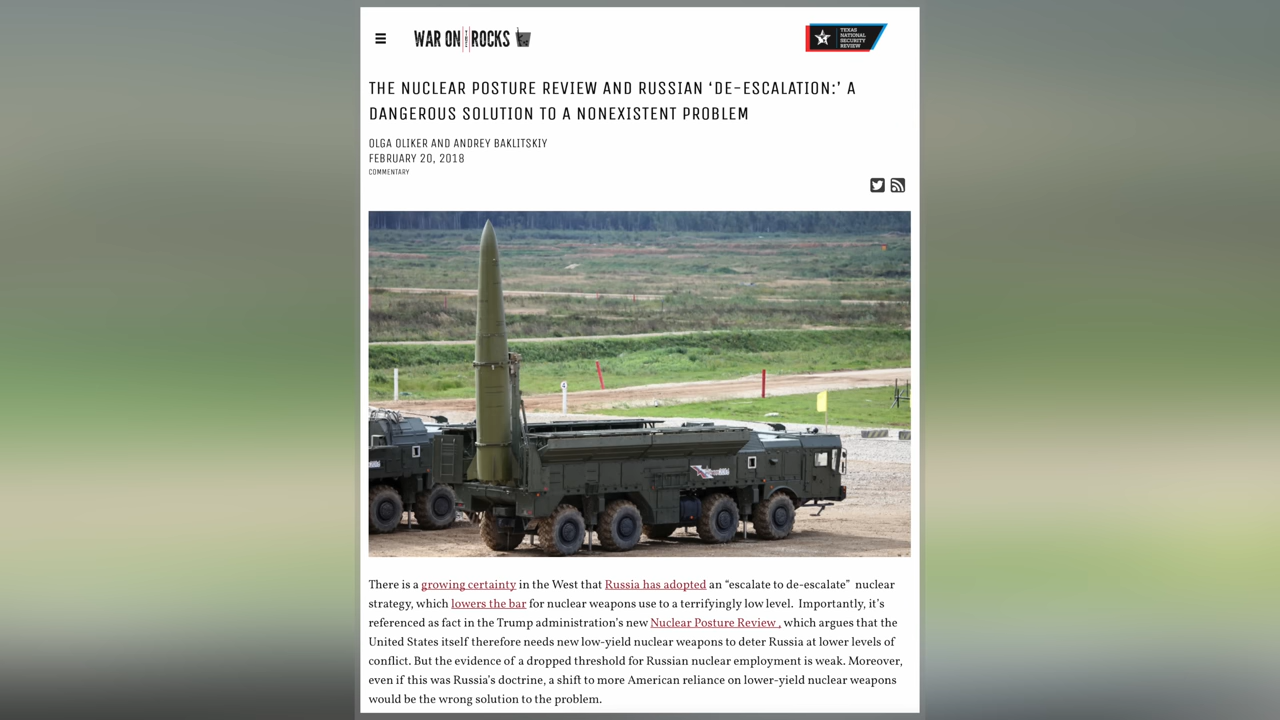 WAR ON THE ROCKS
TEXAS
NATIONAL
SECURITY
REVIEW
THE NUCLEAR POSTURE REVIEW AND RUSSIAN ‘DE-ESCALATION:’ A
DANGEROUS SOLUTION TO A NONEXISTENT PROBLEM
OLGA OLIKER AND ANDREY BAKLITSKIY
FEBRUARY 20, 2018
COMMENTARY
There is a growing certainty in the West that Russia has adopted an “escalate to de-escalate” nuclear
strategy, which lowers the bar for nuclear weapons use to a terrifyingly low level. Importantly, it’s
referenced as fact in the Trump administration’s new Nuclear Posture Review , which argues that the
United States itself therefore needs new low-yield nuclear weapons to deter Russia at lower levels of
conflict. But the evidence of a dropped threshold for Russian nuclear employment is weak. Moreover,
even if this was Russia’s doctrine, a shift to more American reliance on lower-yield nuclear weapons
would be the wrong solution to the problem.